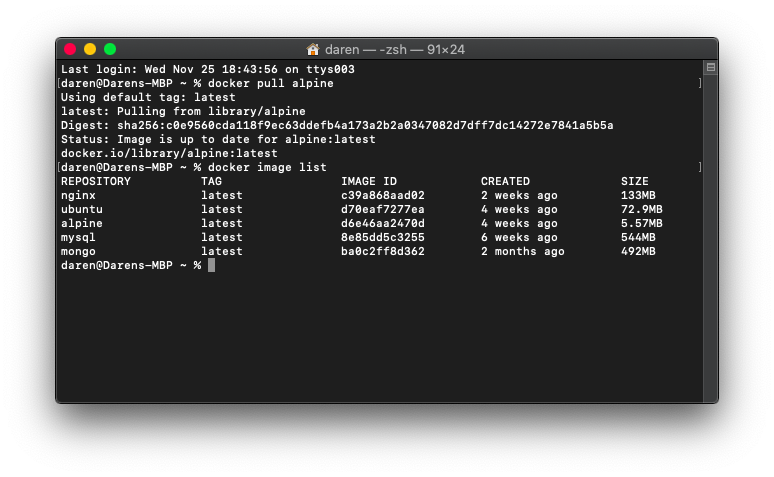 daren — -zsh — 91×24
Last login: Wed Nov 25 18:43:56 on ttys003
[daren@Darens-MBP ~ % docker pull alpine ]
Using default tag: latest
latest: Pulling from library/alpine
Digest: sha256:c0e9560cda118f9ec63ddefb4a173a2b2a0347082d7dff7dc14272e7841a5b5a
Status: Image is up to date for alpine:latest
docker.io/library/alpine:latest
[daren@Darens-MBP ~ % docker image list ]
REPOSITORY TAG IMAGE ID CREATED SIZE
nginx latest c39a868aad02 2 weeks ago 133MB
ubuntu latest d70eaf7277ea 4 weeks ago 72.9MB
alpine latest d6e46aa2470d 4 weeks ago 5.57MB
mysql latest 8e85dd5c3255 6 weeks ago 544MB
mongo latest ba0c2ff8d362 2 months ago 492MB
daren@Darens-MBP ~ %